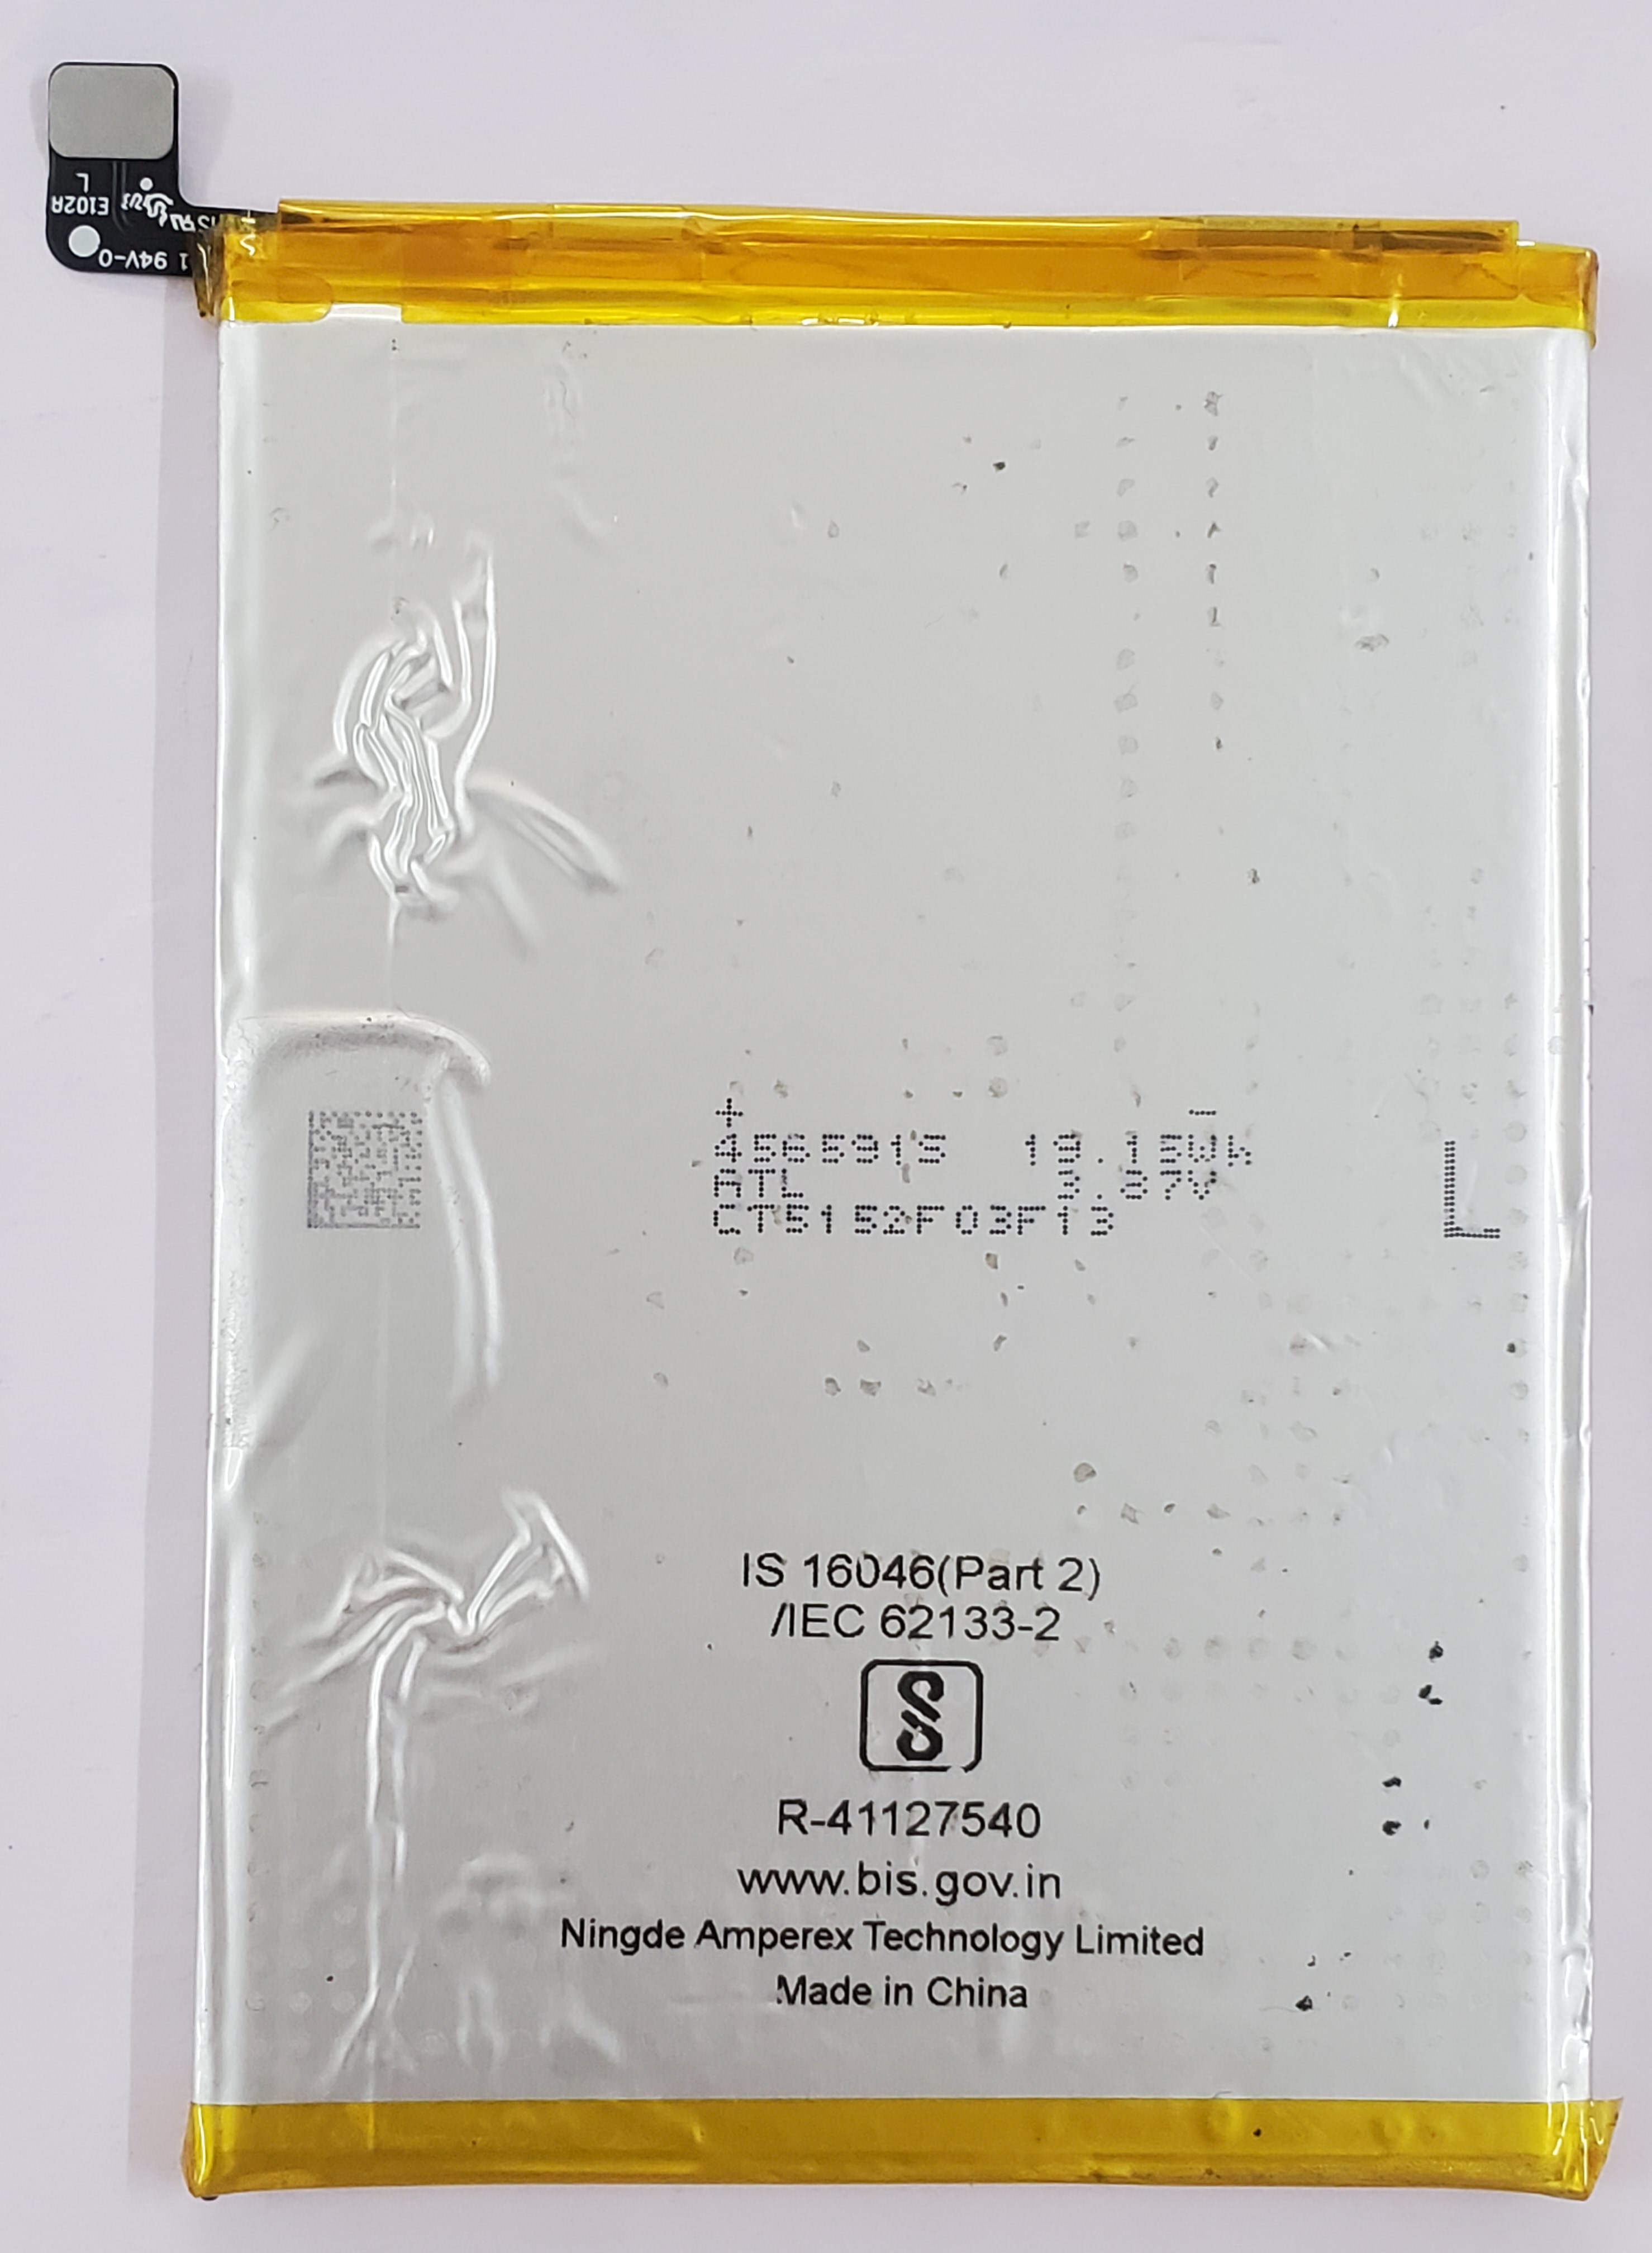 L
E102A
1 94V-0
+ -
456591S 19.15Wh
ATL 3.87V
CT5152F03F13
L
IS 16046(Part 2)
/IEC 62133-2
R-41127540
www.bis.gov.in
Ningde Amperex Technology Limited
Made in China